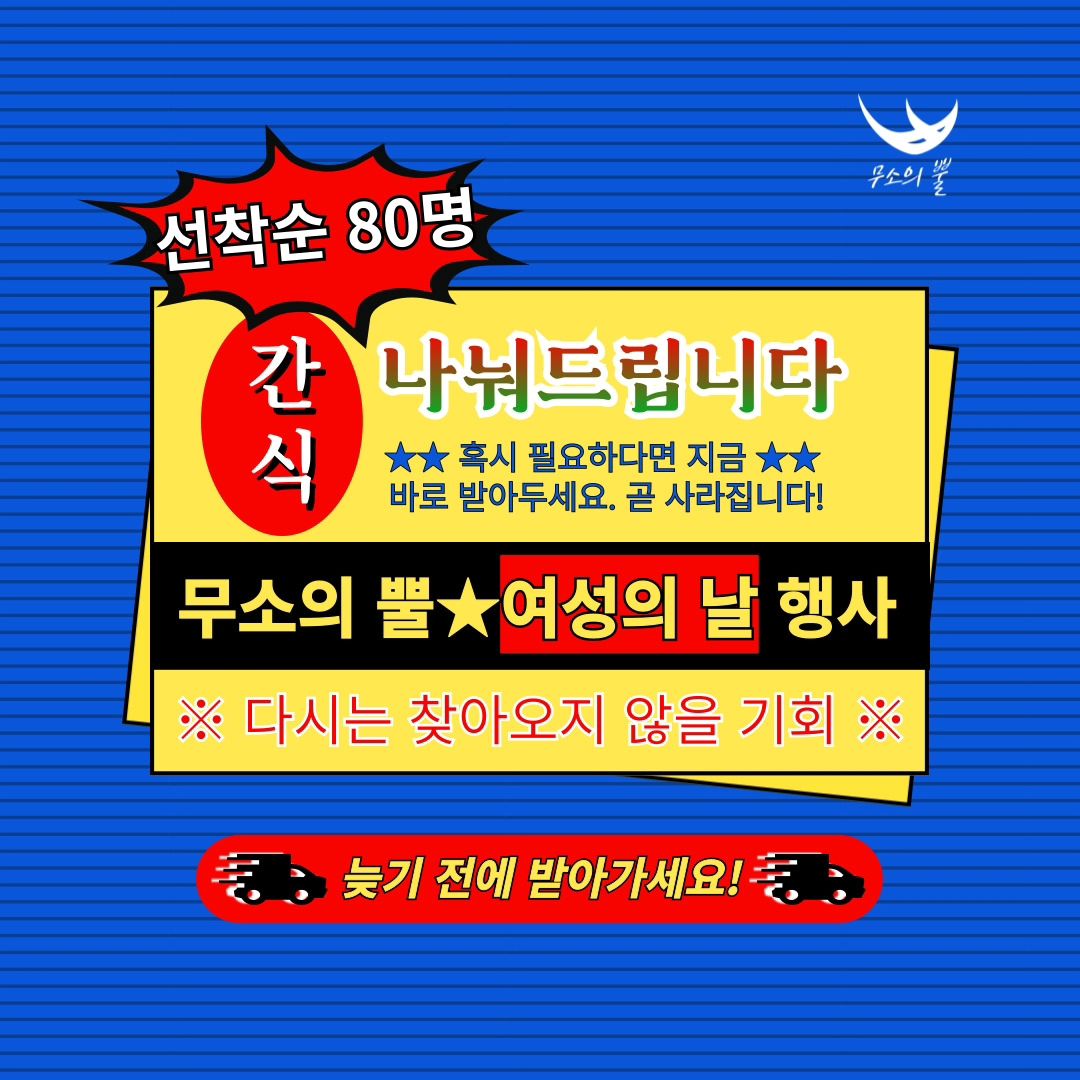 무소의 뿔
선착순 80명
간식
나눠드립니다
★★ 혹시 필요하다면 지금 ★★
바로 받아두세요. 곧 사라집니다!
무소의 뿔★여성의 날 행사
※ 다시는 찾아오지 않을 기회 ※
늦기 전에 받아가세요!